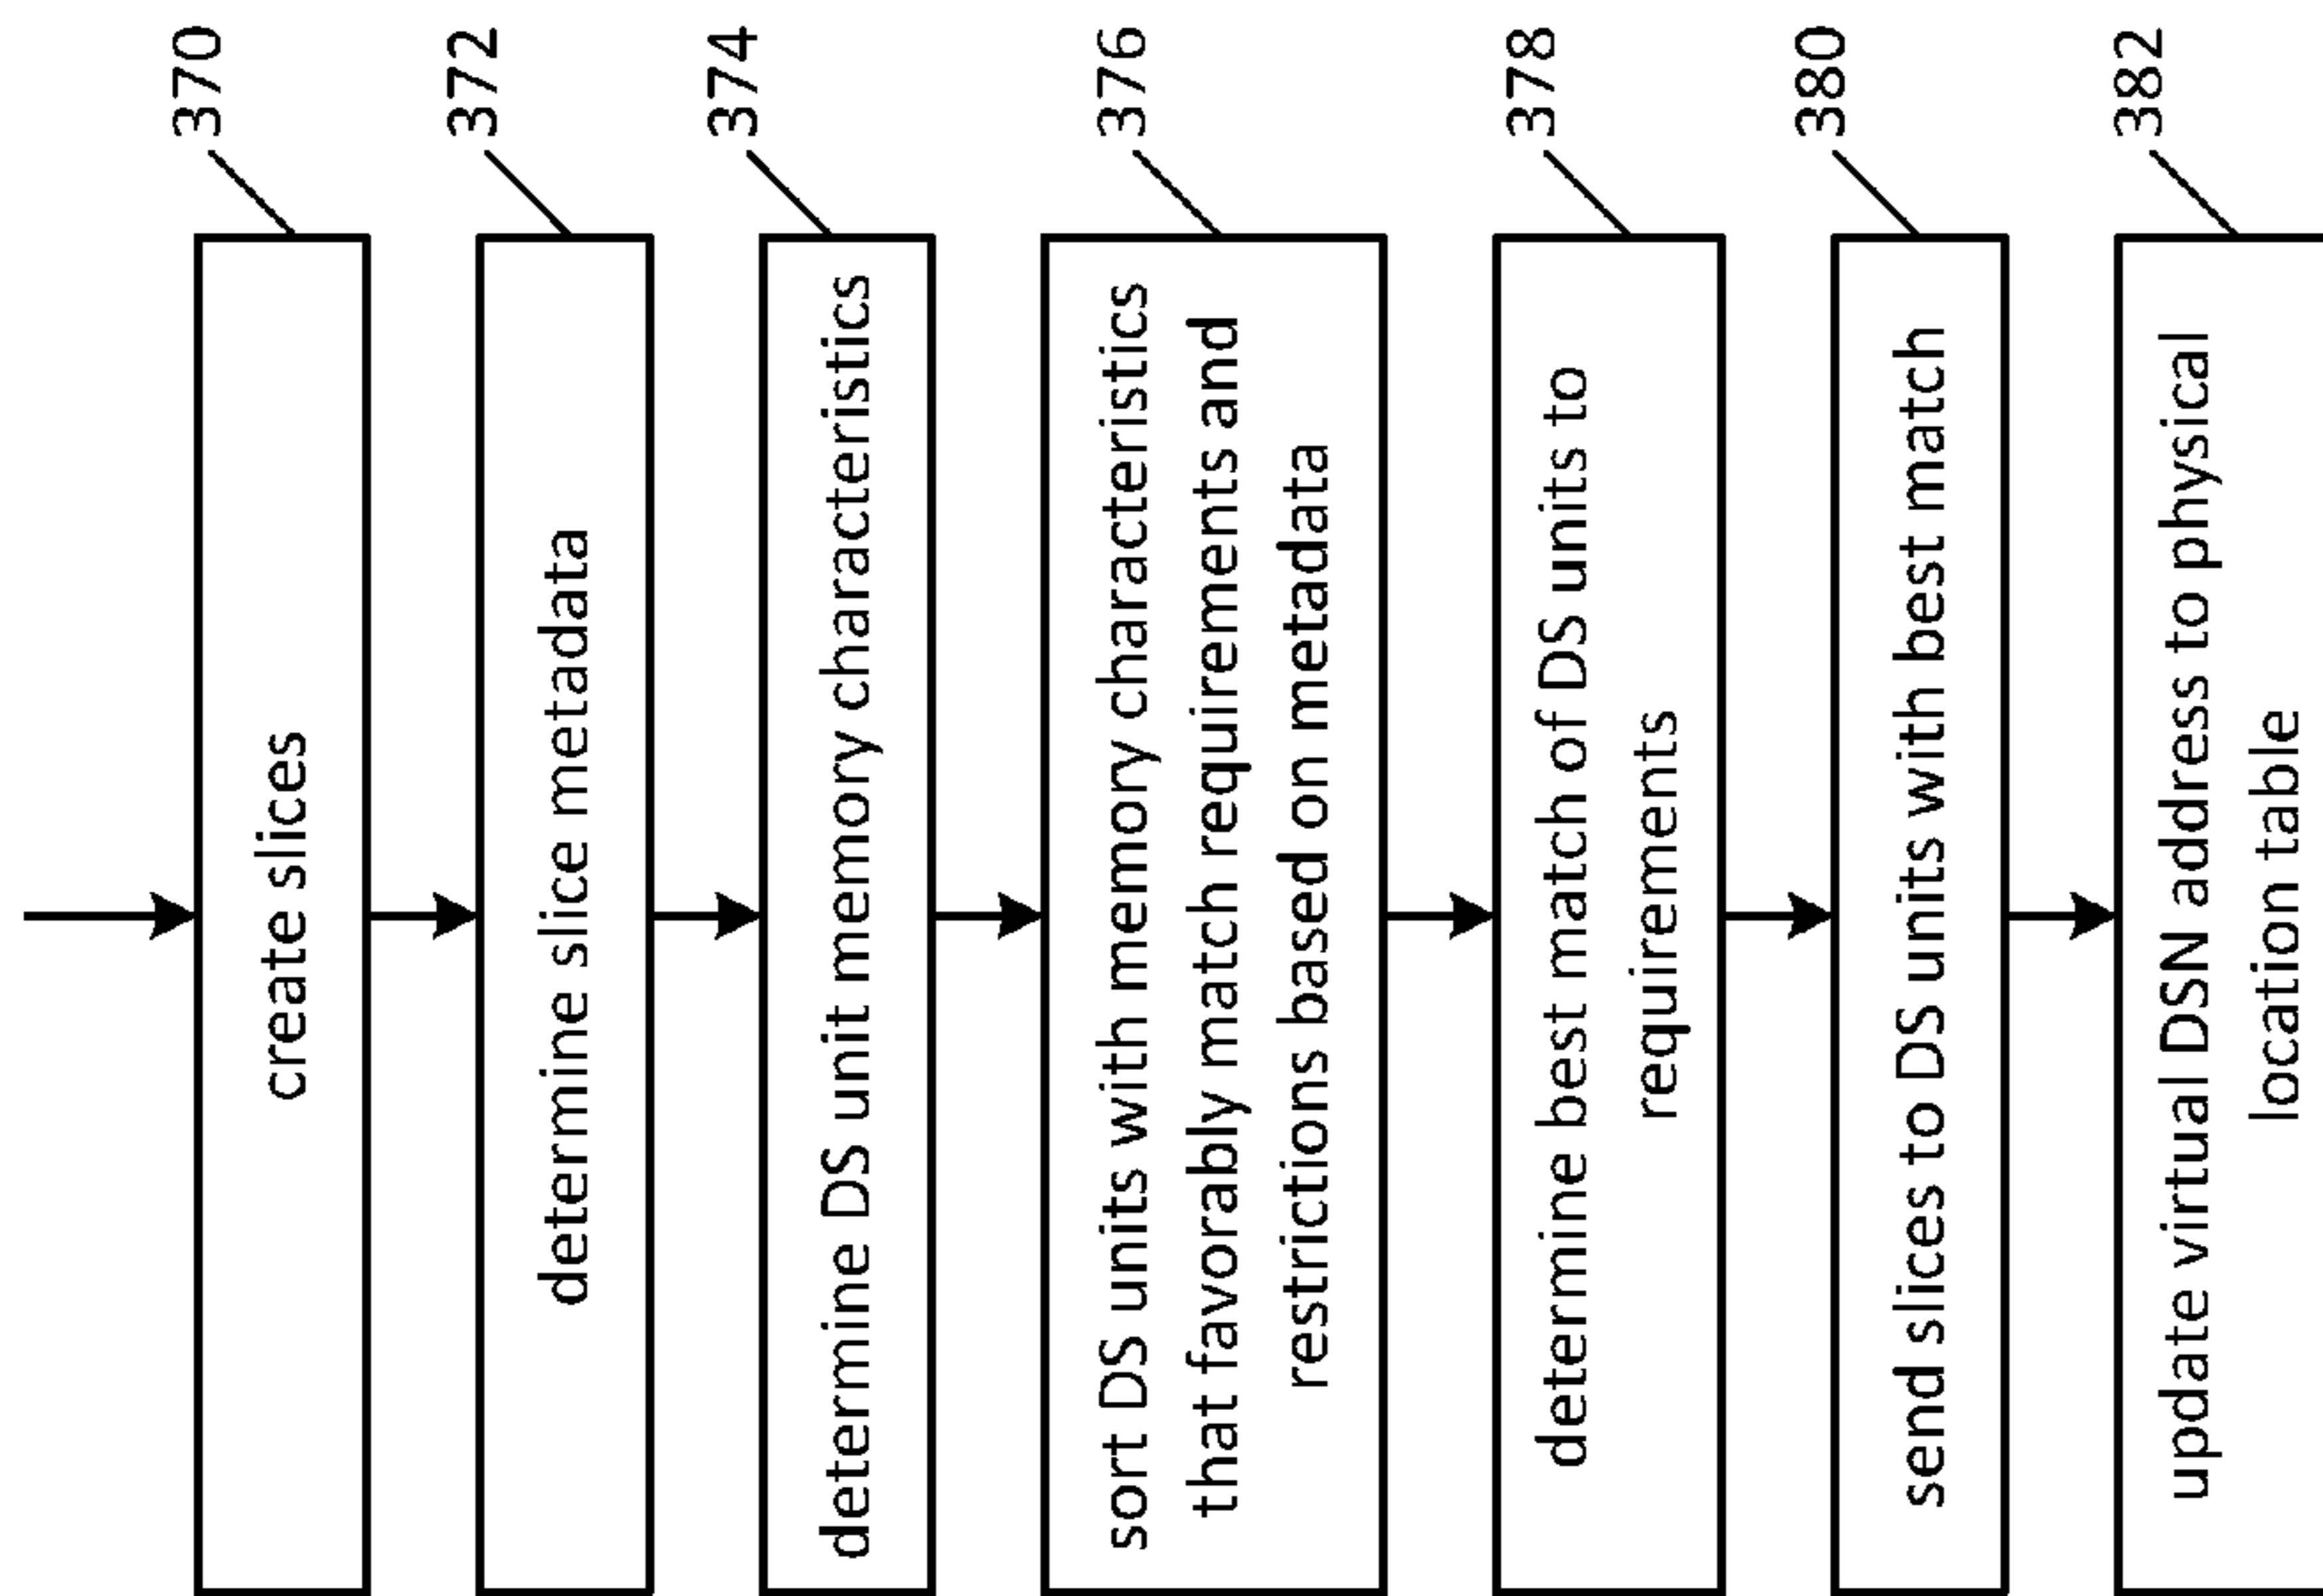 370
create slices
372
determine slice metadata
374
determine DS unit memory characteristics
376
sort DS units with memory characteristics
that favorably match requirements and
restrictions based on metadata
378
determine best match of DS units to
requirements
380
send slices to DS units with best match
382
update virtual DSN address to physical
location table